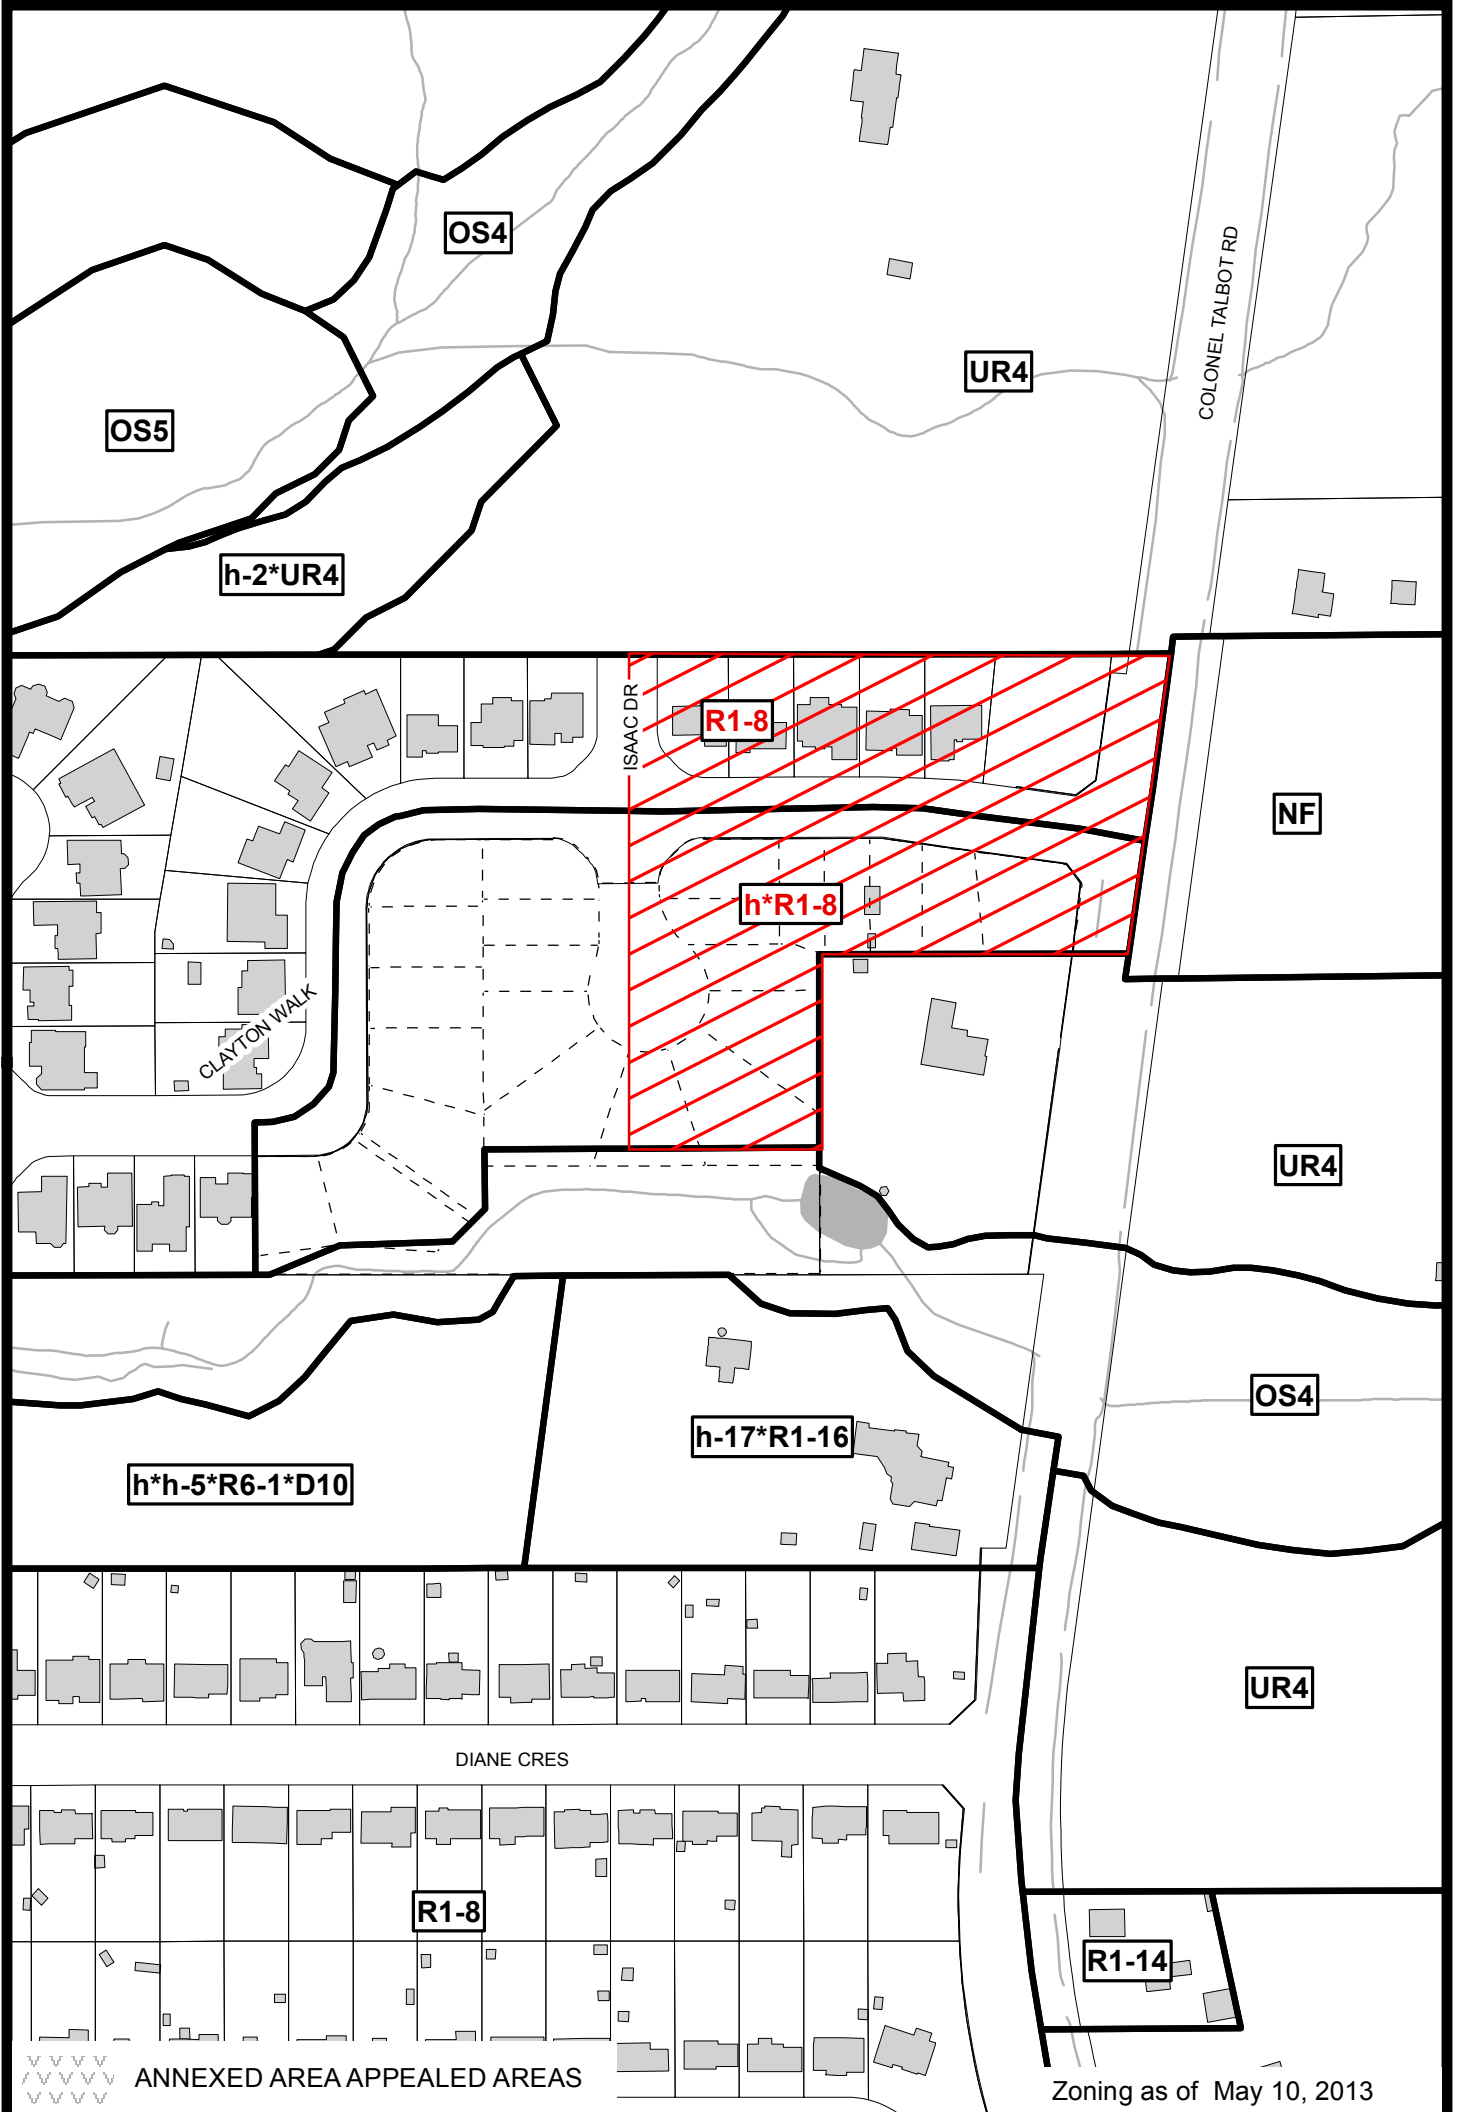 OS4
COLONEL TALBOT RD
UR4
OS5
h-2*UR4
ISAAC DR
R1-8
NF
h*R1-8
CLAYTON WALK
UR4
OS4
h-17*R1-16
h*h-5*R6-1*D10
UR4
DIANE CRES
R1-8
R1-14
ANNEXED AREA APPEALED AREAS
Zoning as of May 10, 2013